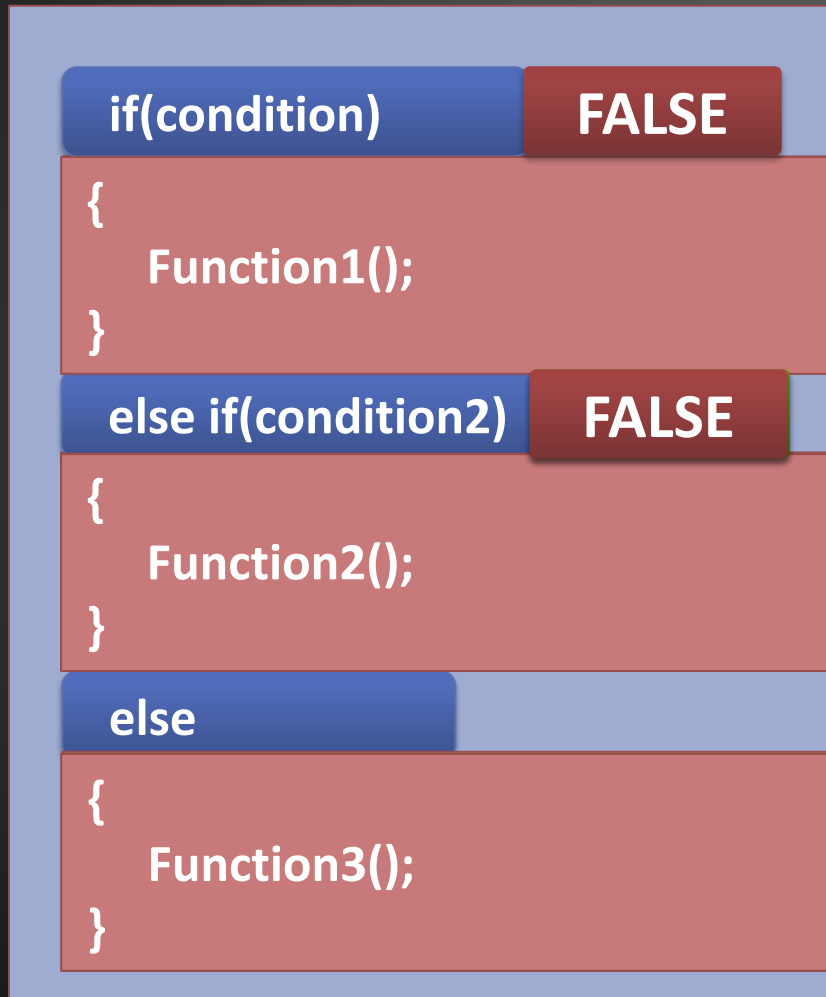 if(condition) FALSE
{
Function1();
}
else if(condition2) FALSE
{
Function2();
}
else
{
Function3();
}